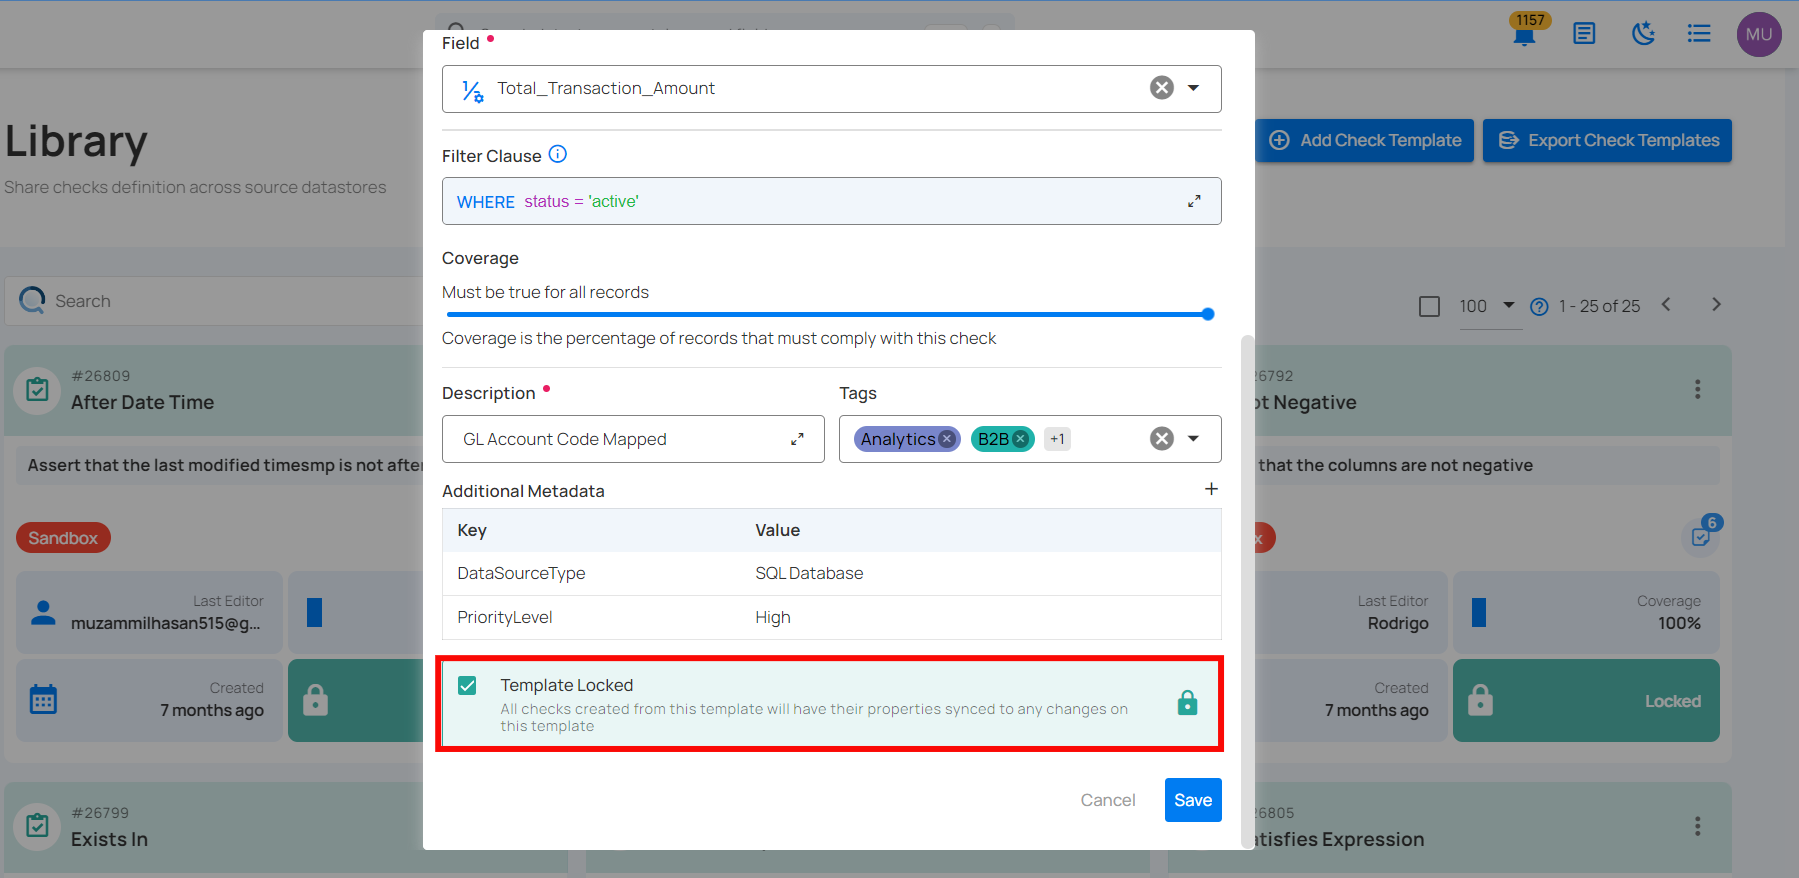 1157
MU
Library
Share checks definition across source datastores
Add Check Template
Export Check Templates
Search
100
1 - 25 of 25
Field
Total_Transaction_Amount
Filter Clause
WHERE status = 'active'
Coverage
Must be true for all records
Coverage is the percentage of records that must comply with this check
Description
Tags
GL Account Code Mapped
Analytics
B2B
+1
Additional Metadata
Key Value
DataSourceType SQL Database
PriorityLevel High
Template Locked
All checks created from this template will have their properties synced to any changes on
this template
Cancel
Save
#26809
After Date Time
Assert that the last modified timesmp is not after
Sandbox
Last Editor
muzammilhasan515@g...
Created
7 months ago
#26799
Exists In
26792
ot Negative
that the columns are not negative
x
6
Last Editor
Rodrigo
Coverage
100%
Created
7 months ago
Locked
26805
atisfies Expression